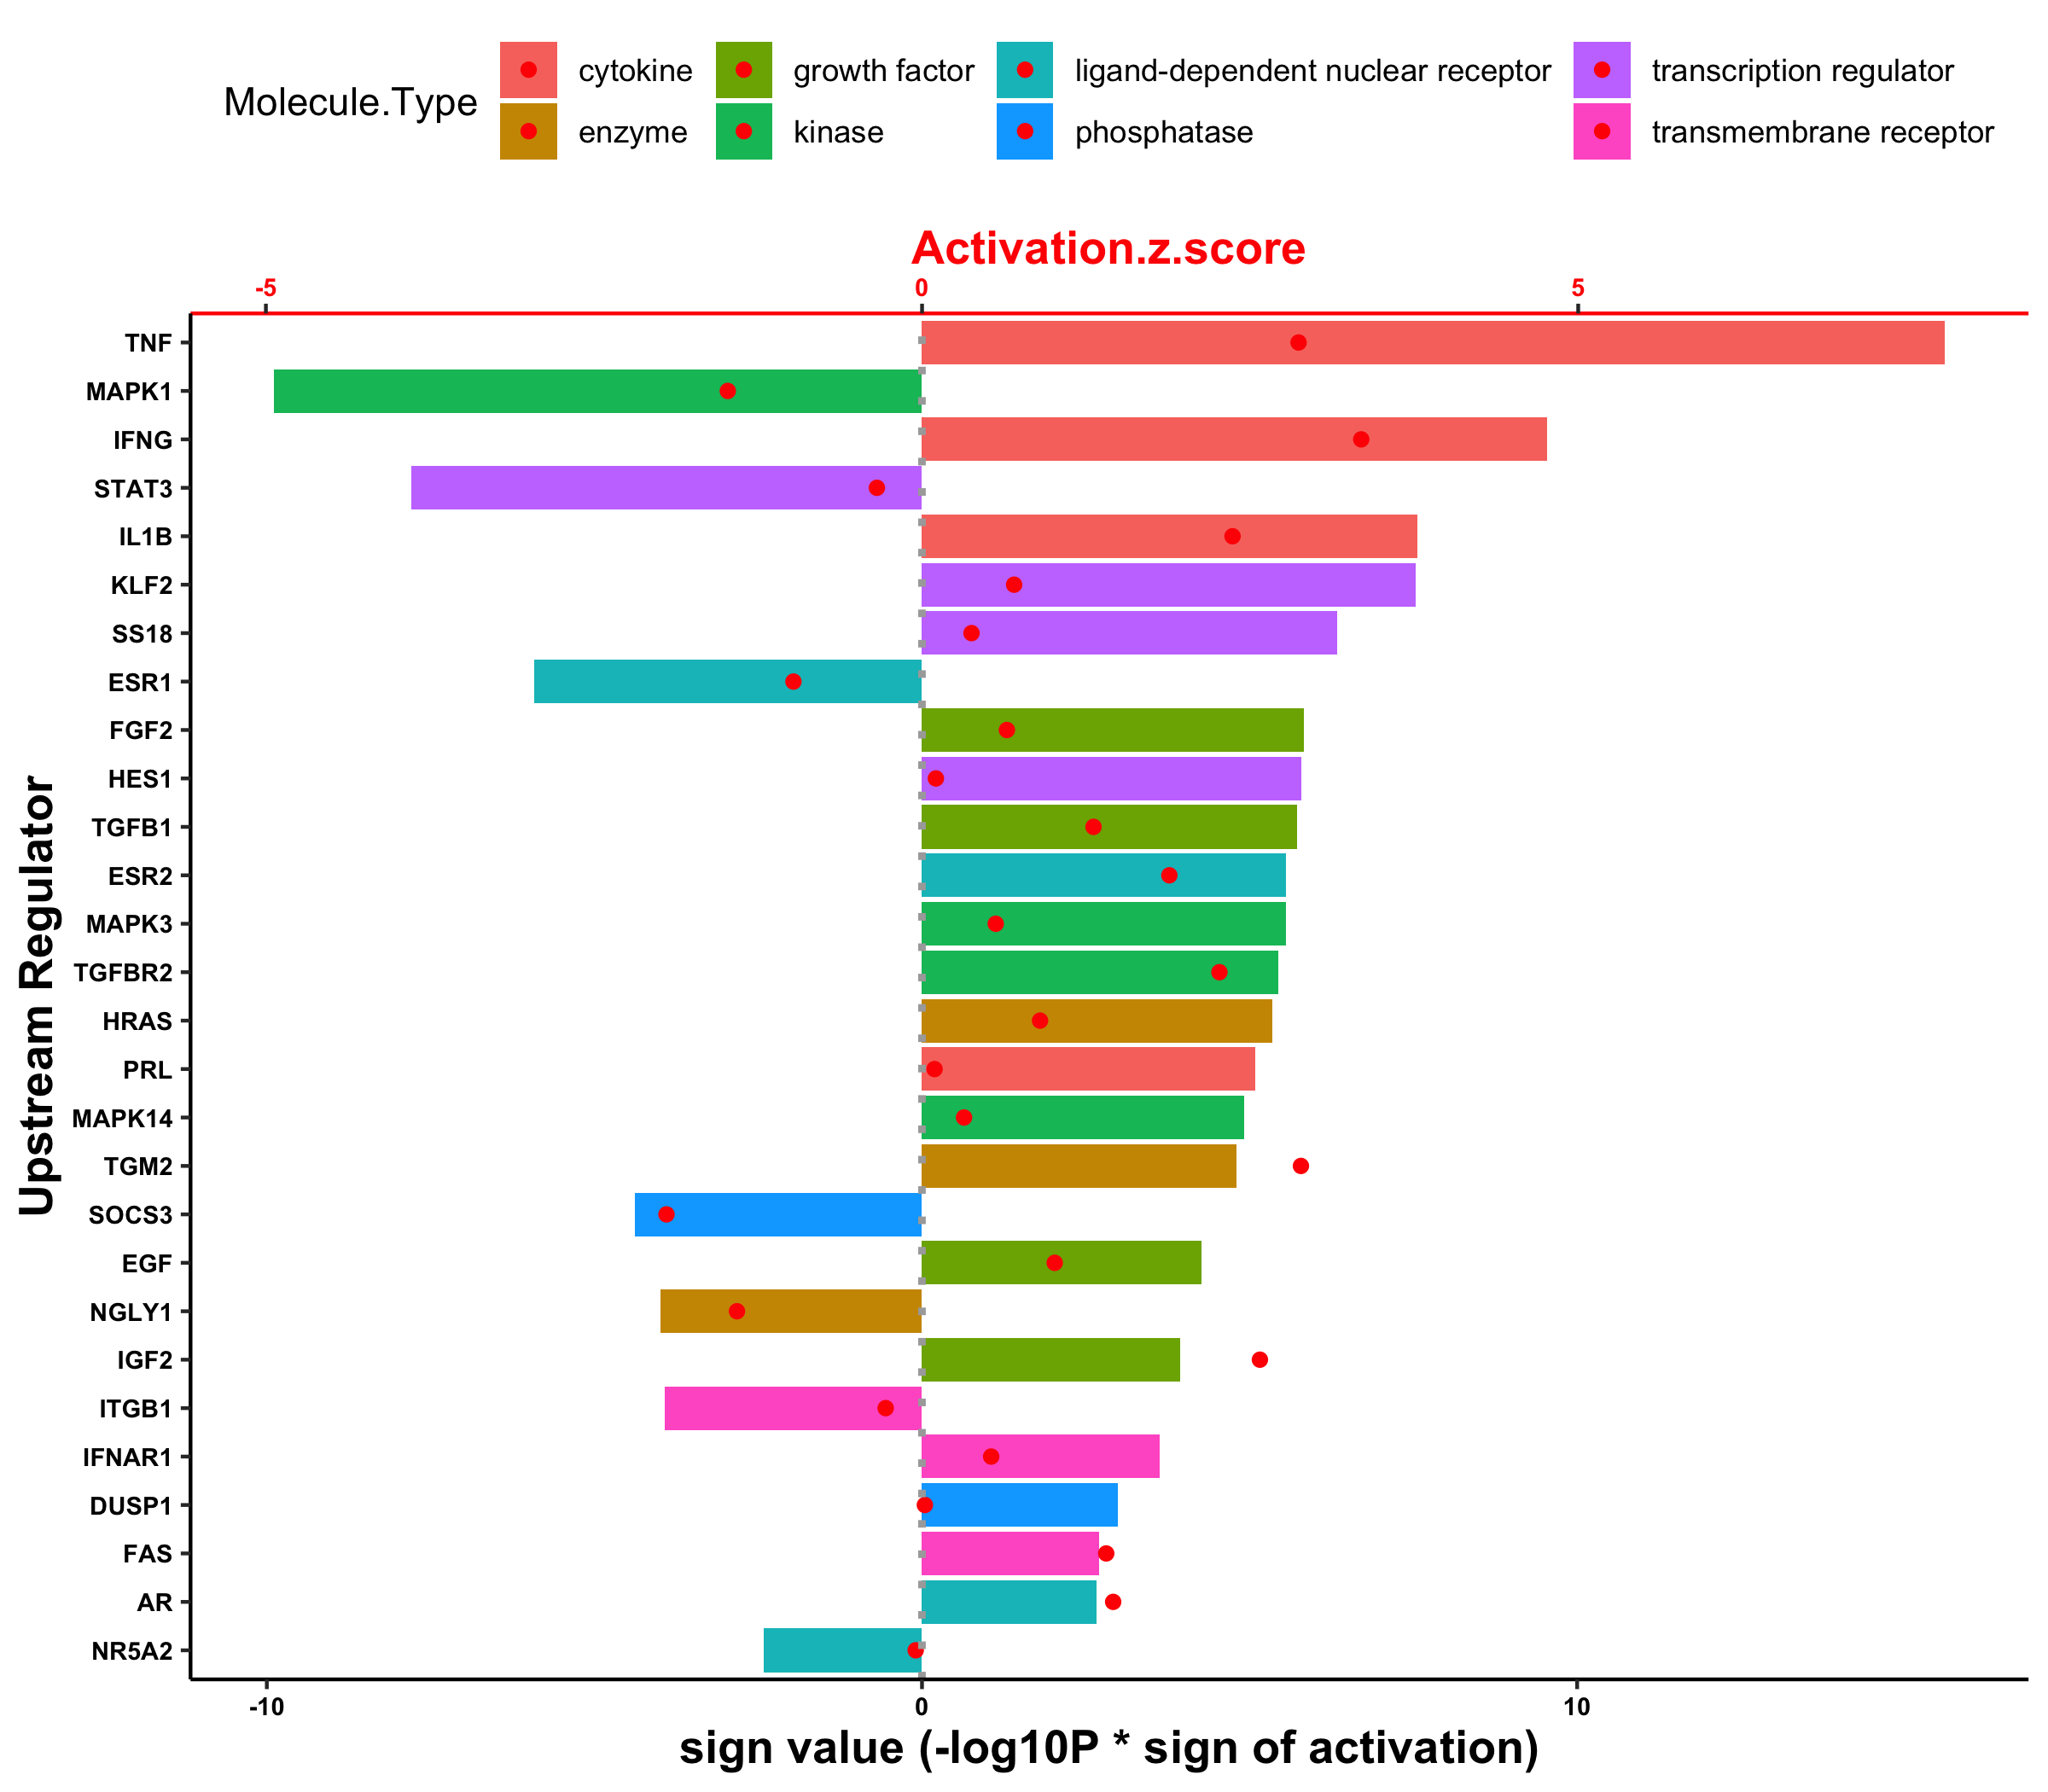 Molecule.Type
cytokine
growth factor
ligand-dependent nuclear receptor
transcription regulator
enzyme
kinase
phosphatase
transmembrane receptor
Activation.z.score
-5 0 5
TNF
MAPK1
IFNG
STAT3
IL1B
KLF2
SS18
ESR1
FGF2
HES1
TGFB1
ESR2
MAPK3
TGFBR2
HRAS
PRL
MAPK14
TGM2
SOCS3
EGF
NGLY1
IGF2
ITGB1
IFNAR1
DUSP1
FAS
AR
NR5A2
Upstream Regulator
-10 0 10
sign value (-log10P * sign of activation)